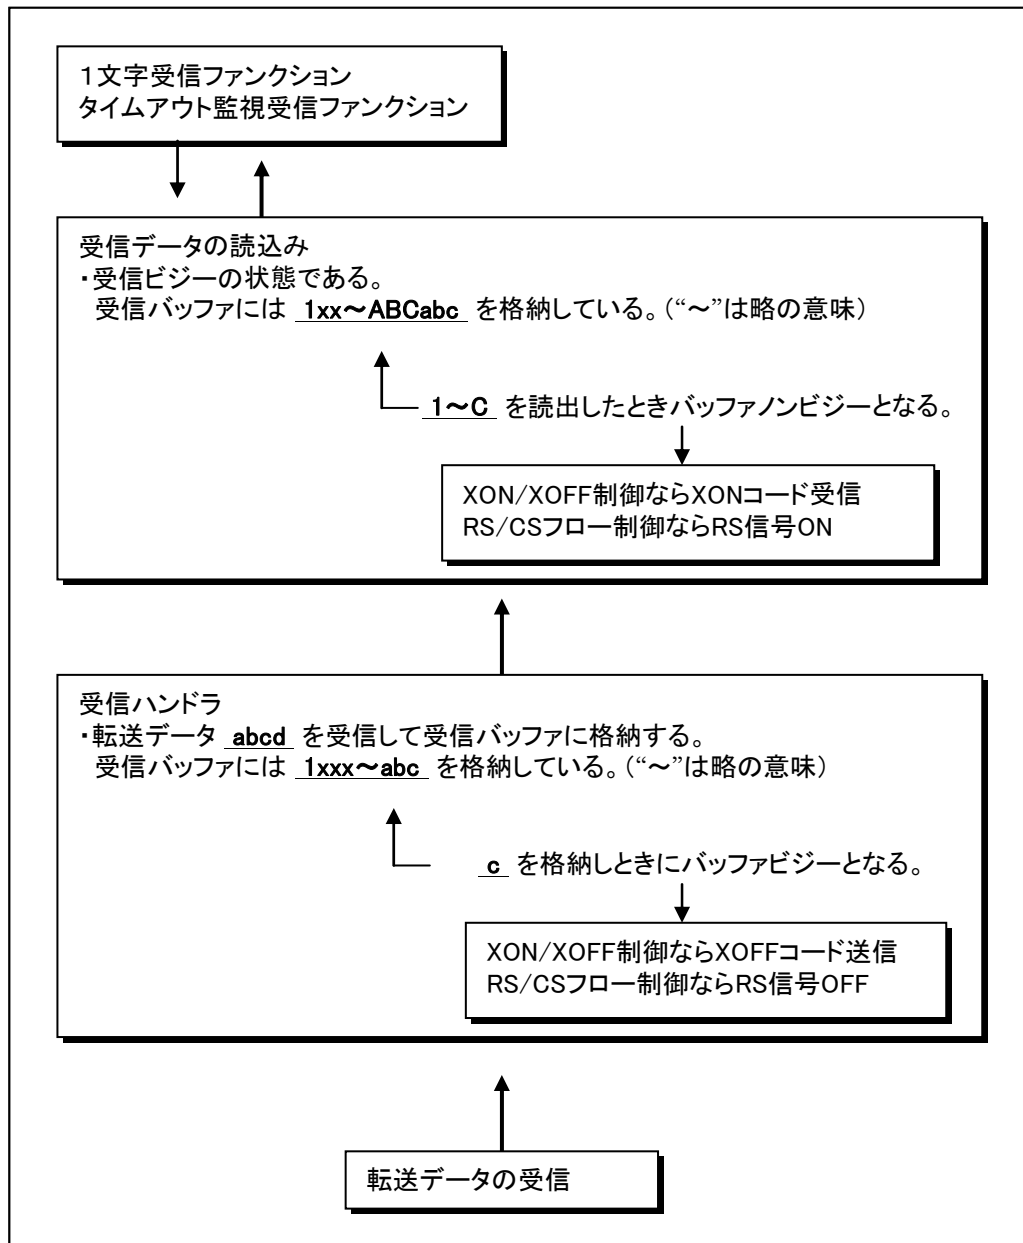 １文字受信ファンクション
タイムアウト監視受信ファンクション
受信データの読込み
・受信ビジーの状態である。
受信バッファには 1xx～ABCabc を格納している。（“～”は略の意味）
1～C を読出したときバッファノンビジーとなる。
XON/XOFF制御ならXONコード受信
RS/CSフロー制御ならRS信号ON
受信ハンドラ
・転送データ abcd を受信して受信バッファに格納する。
受信バッファには 1xxx～abc を格納している。（“～”は略の意味）
c を格納しときにバッファビジーとなる。
XON/XOFF制御ならXOFFコード送信
RS/CSフロー制御ならRS信号OFF
転送データの受信